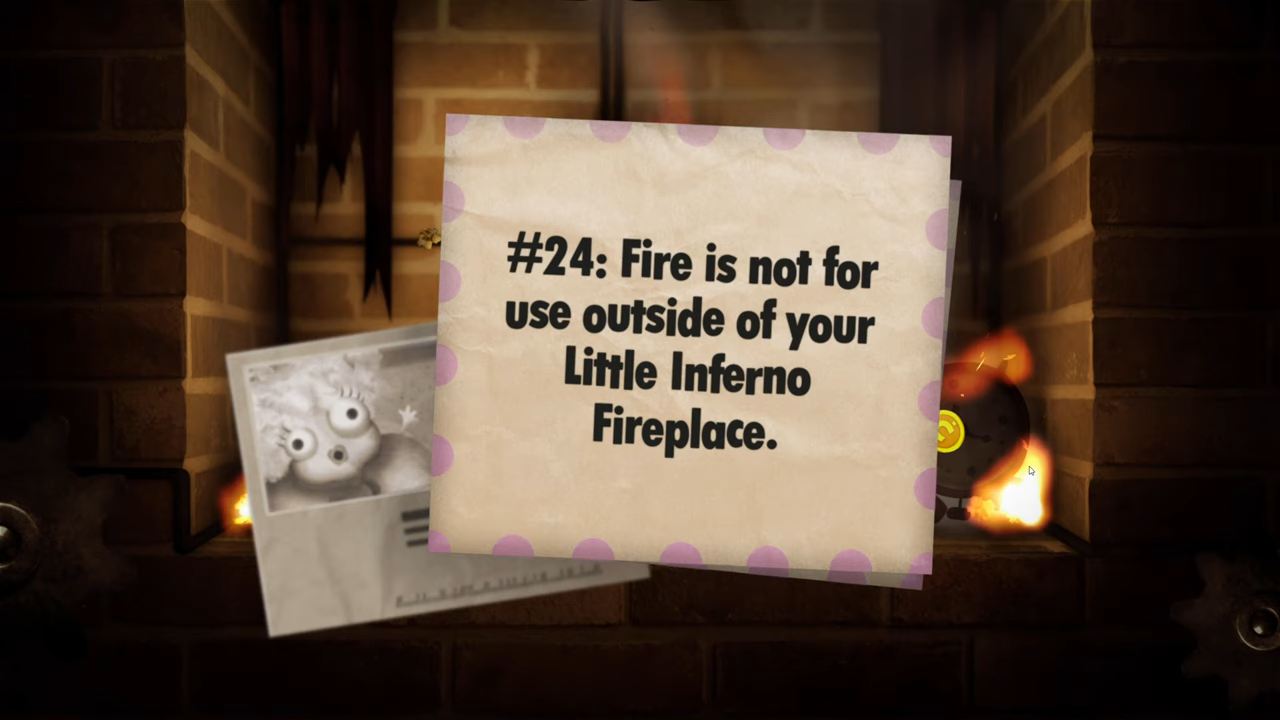 #24: Fire is not for
use outside of your
Little Inferno
Fireplace.